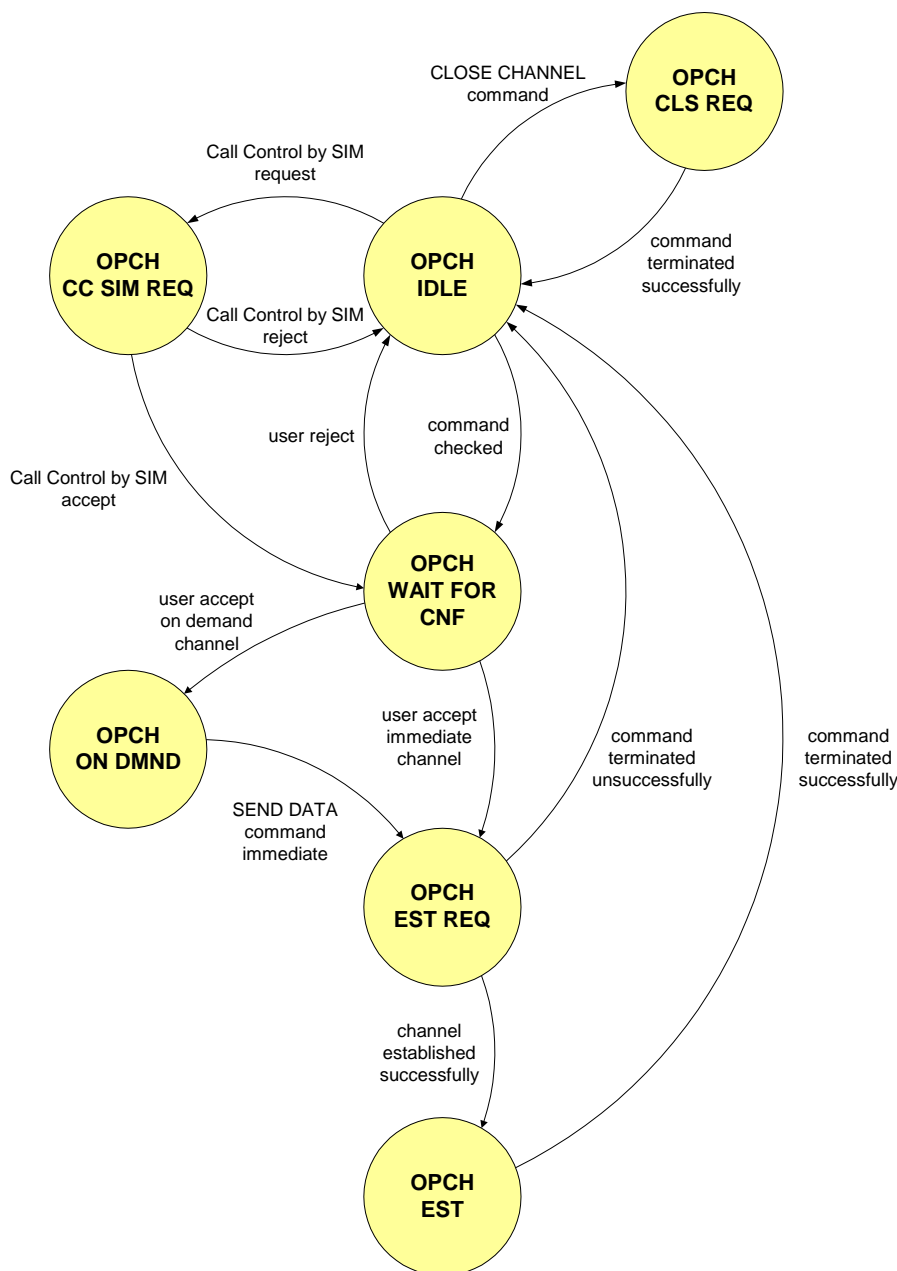 CLOSE CHANNEL
command
OPCH
CLS REQ
Call Control by SIM
request
OPCH
CC SIM REQ
OPCH
IDLE
command
terminated
successfully
Call Control by SIM
reject
user reject
command
checked
Call Control by SIM
accept
OPCH
WAIT FOR
CNF
user accept
on demand
channel
OPCH
ON DMND
user accept
immediate
channel
command
terminated
unsuccessfully
command
terminated
successfully
SEND DATA
command
immediate
OPCH
EST REQ
channel
established
successfully
OPCH
EST